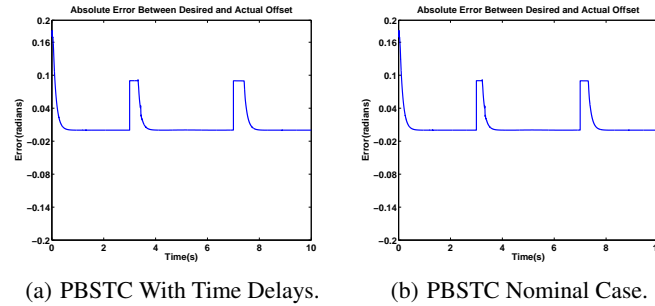 Absolute Error Between Desired and Actual Offset
0.2
0.16
0.1
0.04
−0.02
−0.08
−0.14
−0.2
Error(radians)
0 2 4 6 8 10
Time(s)
(a) PBSTC With Time Delays.
Absolute Error Between Desired and Actual Offset
0.2
0.16
0.1
0.04
−0.02
−0.08
−0.14
−0.2
Error(radians)
0 2 4 6 8 10
Time(s)
(b) PBSTC Nominal Case.